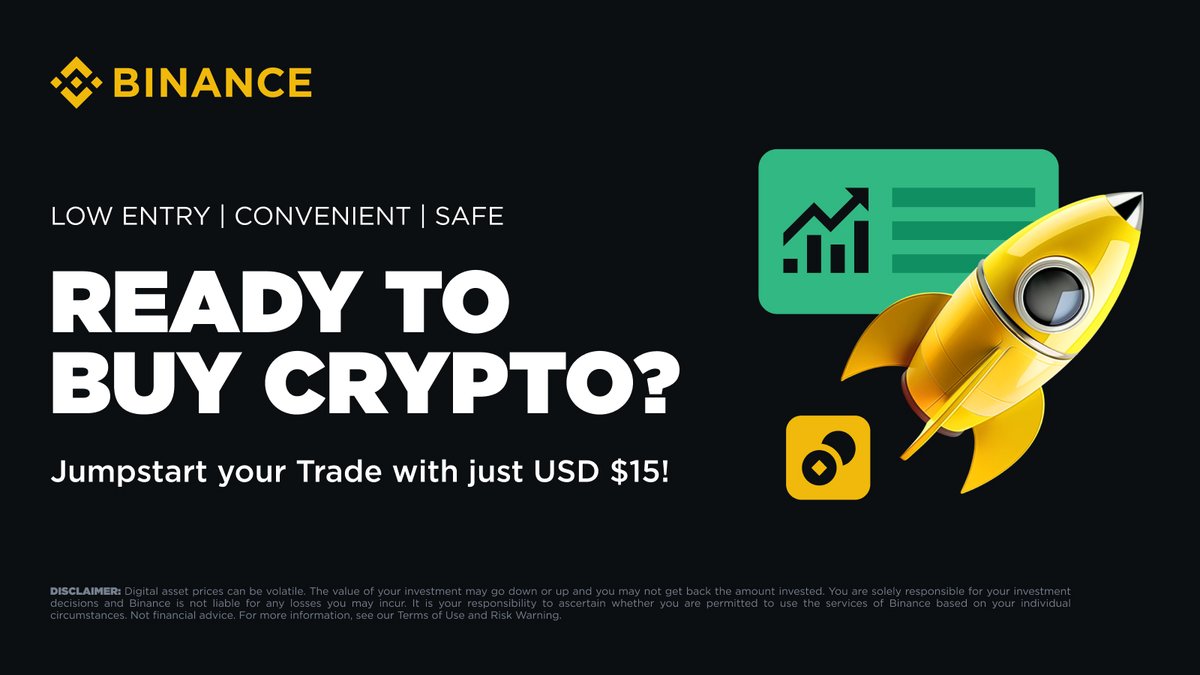 BINANCE
LOW ENTRY | CONVENIENT | SAFE
READY TO
BUY CRYPTO?
Jumpstart your Trade with just USD $15!
DISCLAIMER: Digital asset prices can be volatile. The value of your investment may go down or up and you may not get back the amount invested. You are solely responsible for your investment
decisions and Binance is not liable for any losses you may incur. It is your responsibility to ascertain whether you are permitted to use the services of Binance based on your individual
circumstances. Not financial advice. For more information, see our Terms of Use and Risk Warning.